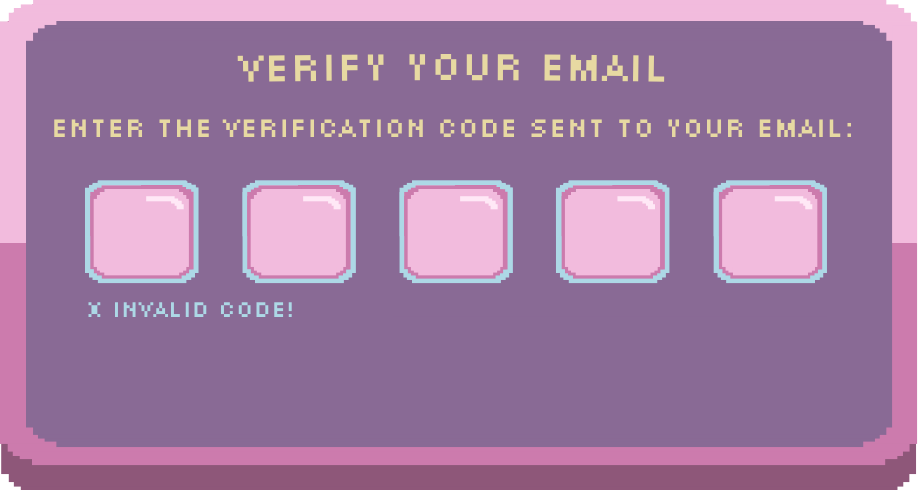 VERIFY YOUR EMAIL
ENTER THE VERIFICATION CODE SENT TO YOUR EMAIL:
X INVALID CODE!